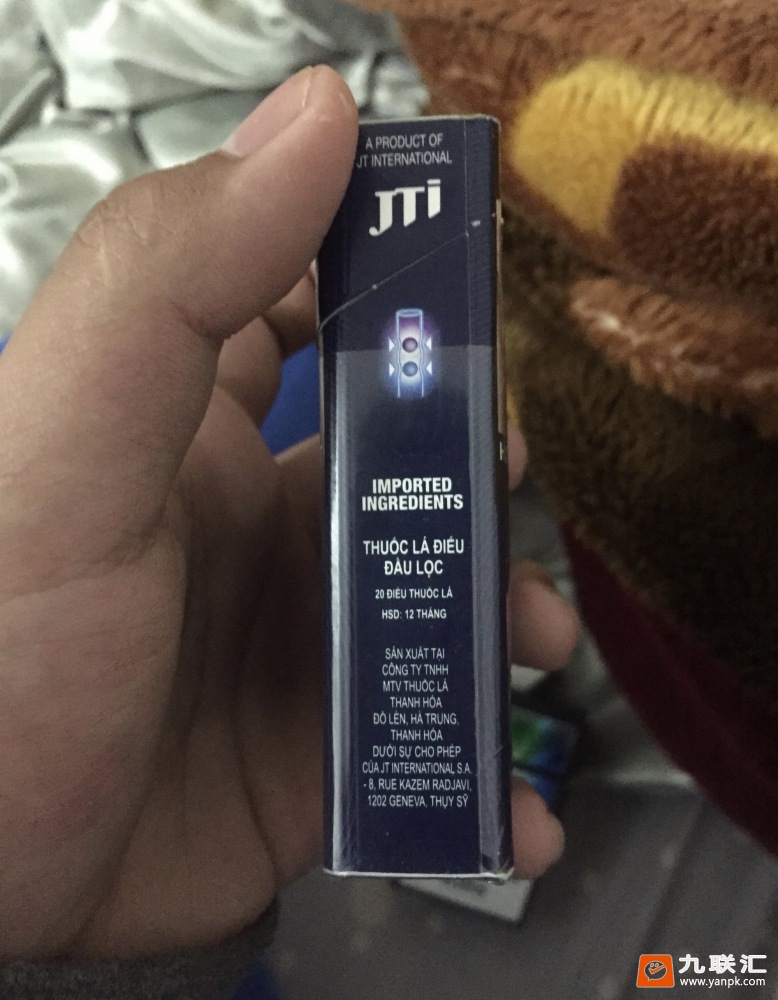 A PRODUCT OF
JT INTERNATIONAL
JTi
IMPORTED
INGREDIENTS
THUỐC LÁ ĐIẾU
ĐẦU LỌC
20 ĐIẾU THUỐC LÁ
HSD: 12 THÁNG
SẢN XUẤT TẠI
CÔNG TY TNHH
MTV THUỐC LÁ
THANH HÓA
ĐÒ LÈN, HÀ TRUNG,
THANH HÓA
DƯỚI SỰ CHO PHÉP
CỦA JT INTERNATIONAL S.A.
- 8, RUE KAZEM RADJAVI,
1202 GENEVA, THỤY SỸ
九联汇
www.yanpk.com